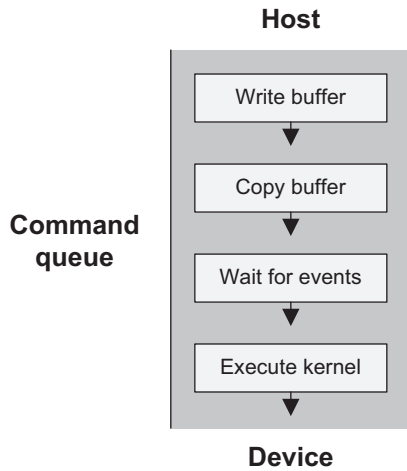 Host
Write buffer
Copy buffer
Command
queue
Wait for events
Execute kernel
Device